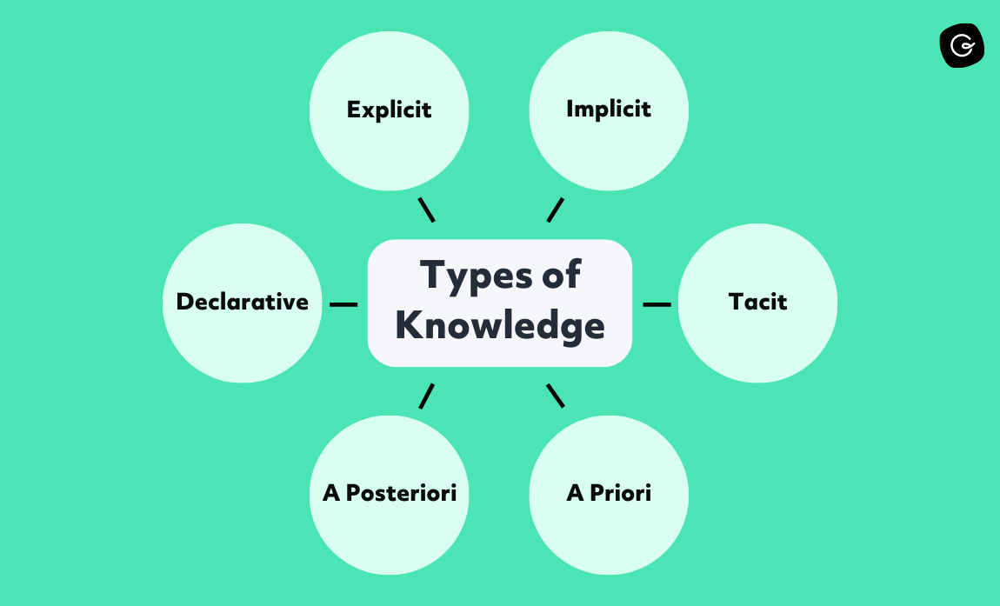 Explicit
Implicit
Types of
Knowledge
Declarative
Tacit
A Posteriori
A Priori